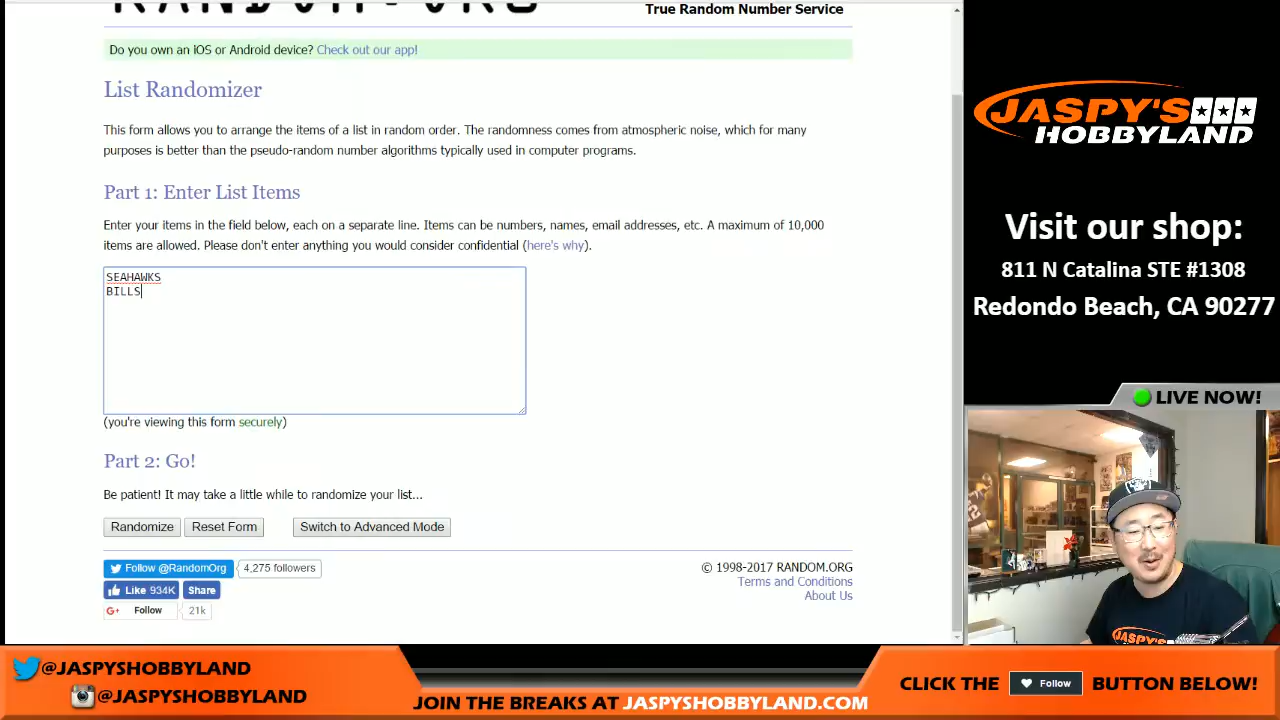 RANDOM.ORG
True Random Number Service
Do you own an iOS or Android device? Check out our app!
List Randomizer
This form allows you to arrange the items of a list in random order. The randomness comes from atmospheric noise, which for many
purposes is better than the pseudo-random number algorithms typically used in computer programs.
Part 1: Enter List Items
Enter your items in the field below, each on a separate line. Items can be numbers, names, email addresses, etc. A maximum of 10,000
items are allowed. Please don't enter anything you would consider confidential (here's why).
SEAHAWKS
BILLS
(you're viewing this form securely)
Part 2: Go!
Be patient! It may take a little while to randomize your list...
Randomize Reset Form Switch to Advanced Mode
Follow @RandomOrg 4,275 followers
Like 934K Share
Follow 21k
© 1998-2017 RANDOM.ORG
Terms and Conditions
About Us
JASPY'S
HOBBYLAND
Visit our shop:
811 N Catalina STE #1308
Redondo Beach, CA 90277
LIVE NOW!
JASPY'S
@JASPYSHOBBYLAND
@JASPYSHOBBYLAND
JOIN THE BREAKS AT JASPYSHOBBYLAND.COM
CLICK THE Follow BUTTON BELOW!